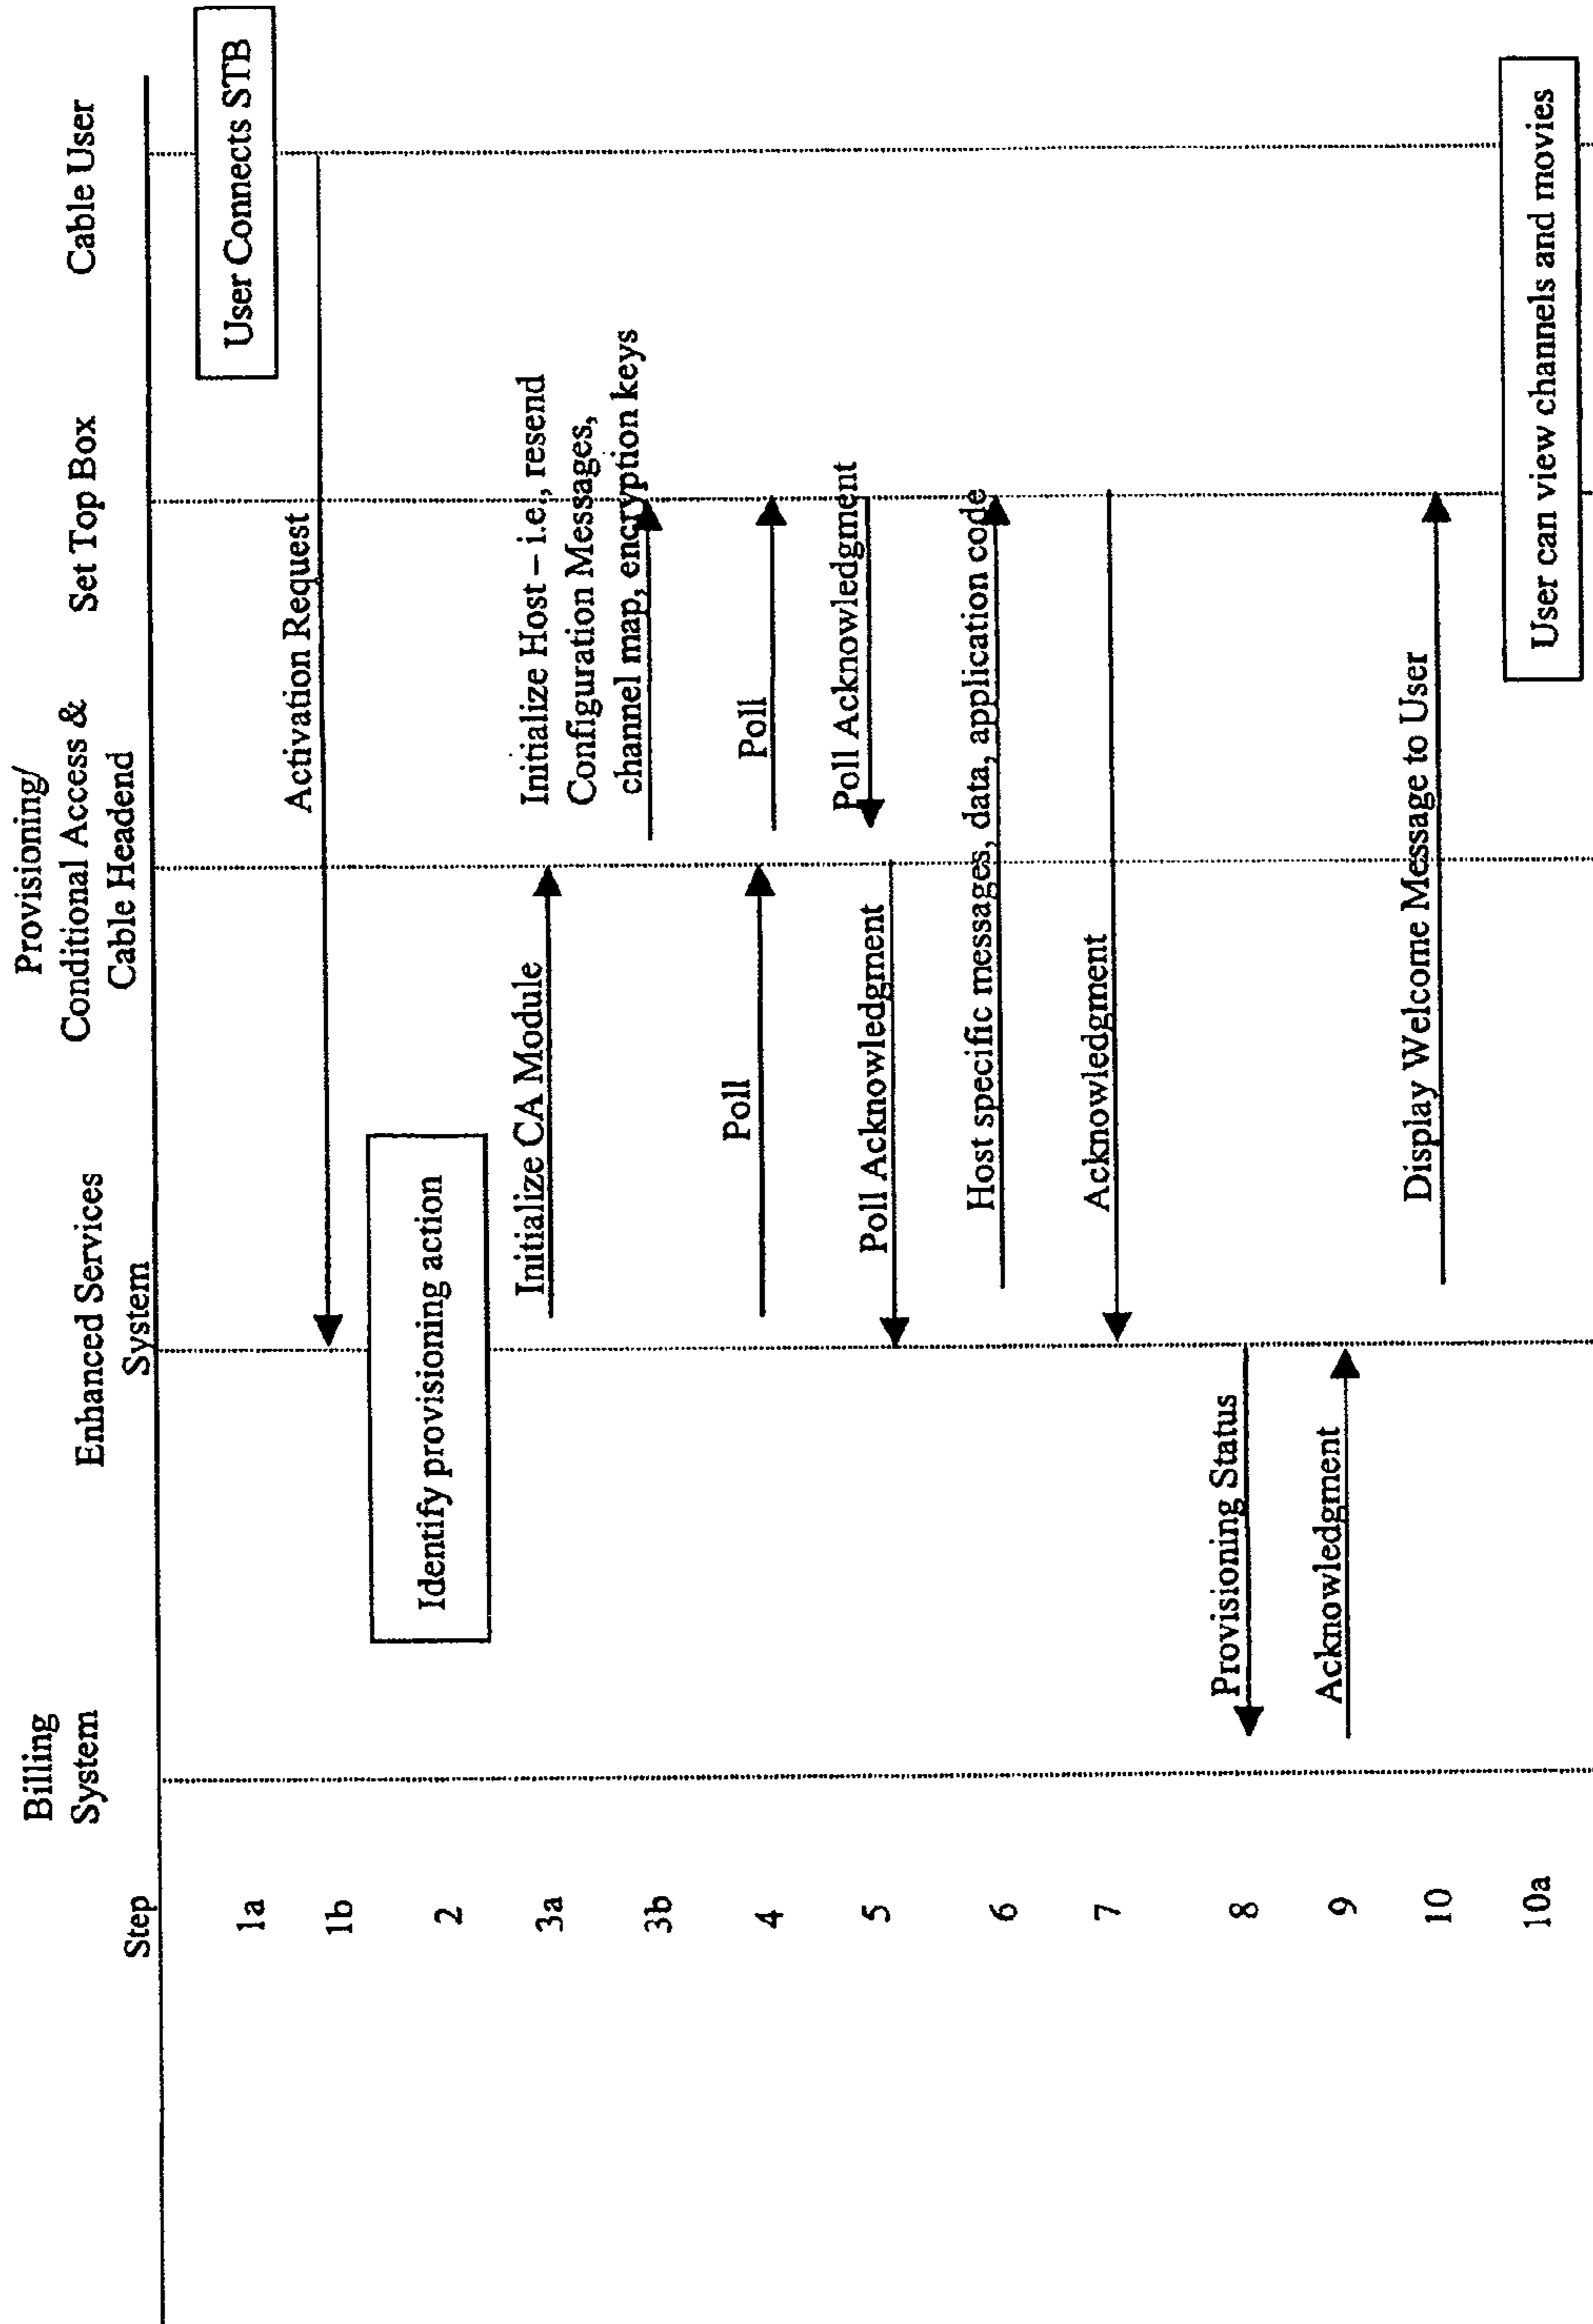 Step
Billing
System
Enhanced Services
System
Provisioning/
Conditional Access &
Cable Headend
Set Top Box
Cable User
1a
User Connects STB
1b
Activation Request
2
Identify provisioning action
3a
Initialize CA Module
Initialize Host – i.e, resend
Configuration Messages,
channel map, encryption keys
3b
4
Poll
Poll
5
Poll Acknowledgment
Poll Acknowledgment
6
Host specific messages, data, application code
7
Acknowledgment
8
Provisioning Status
9
Acknowledgment
10
Display Welcome Message to User
10a
User can view channels and movies